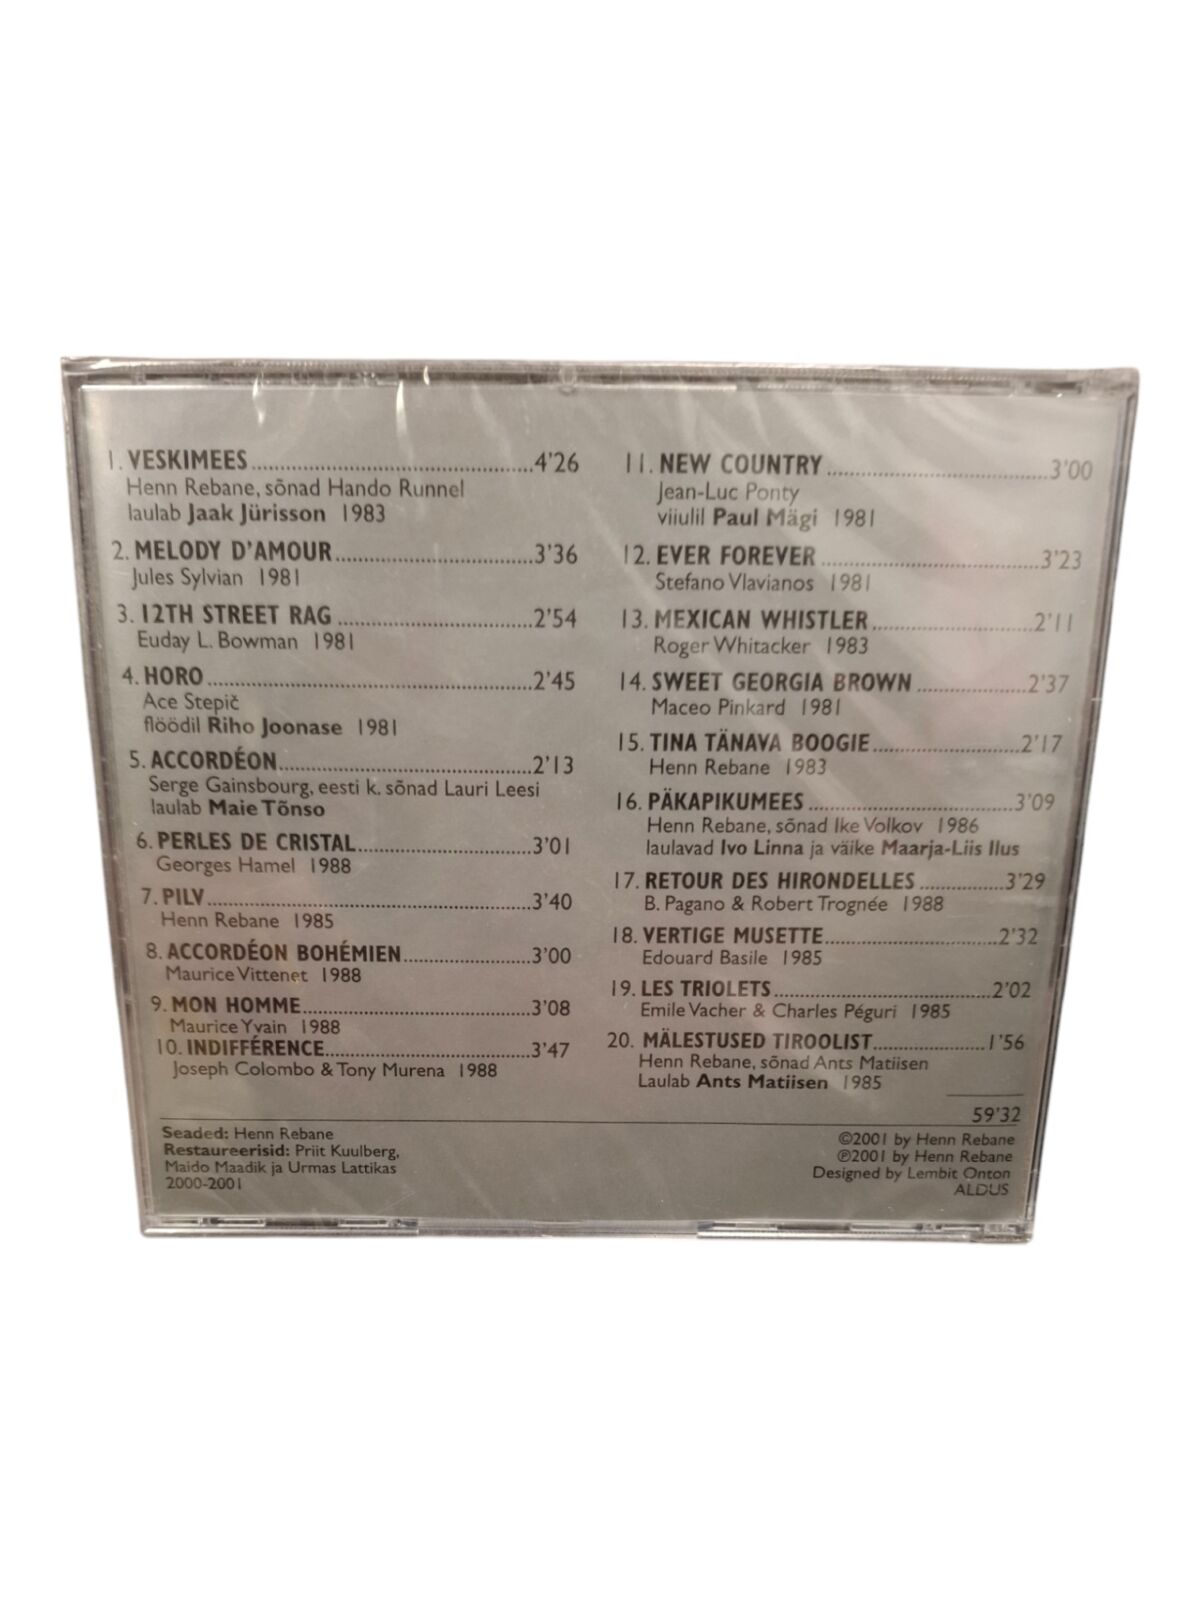 1. VESKIMEES..............................4'26
Henn Rebane, sõnad Hando Runnel
laulab Jaak Jürisson 1983
2. MELODY D'AMOUR..............................3'36
Jules Sylvian 1981
3. 12TH STREET RAG..............................2'54
Euday L. Bowman 1981
4. HORO..............................2'45
Ace Stepič
flöödil Riho Joonase 1981
5. ACCORDÉON..............................2'13
Serge Gainsbourg, eesti k. sõnad Lauri Leesi
laulab Maie Tõnso
6. PERLES DE CRISTAL..............................3'01
Georges Hamel 1988
7. PILV..............................3'40
Henn Rebane 1985
8. ACCORDÉON BOHÉMIEN..............................3'00
Maurice Vittenet 1988
9. MON HOMME..............................3'08
Maurice Yvain 1988
10. INDIFFÉRENCE..............................3'47
Joseph Colombo & Tony Murena 1988
11. NEW COUNTRY..............................3'00
Jean-Luc Ponty
viiulil Paul Mägi 1981
12. EVER FOREVER..............................3'23
Stefano Vlavianos 1981
13. MEXICAN WHISTLER..............................2'11
Roger Whitacker 1983
14. SWEET GEORGIA BROWN..............................2'37
Maceo Pinkard 1981
15. TINA TÄNAVA BOOGIE..............................2'17
Henn Rebane 1983
16. PÄKAPIKUMEES..............................3'09
Henn Rebane, sõnad Ike Volkov 1986
laulavad Ivo Linna ja väike Maarja-Liis Ilus
17. RETOUR DES HIRONDELLES..............................3'29
B. Pagano & Robert Trognée 1988
18. VERTIGE MUSETTE..............................2'32
Edouard Basile 1985
19. LES TRIOLETS..............................2'02
Emile Vacher & Charles Péguri 1985
20. MÄLESTUSED TIROOLIST..............................1'56
Henn Rebane, sõnad Ants Matiisen
Laulab Ants Matiisen 1985
59'32
Seaded: Henn Rebane
Restaureerisid: Priit Kuulberg,
Maido Maadik ja Urmas Lattikas
2000-2001
©2001 by Henn Rebane
℗2001 by Henn Rebane
Designed by Lembit Onton
ALDUS